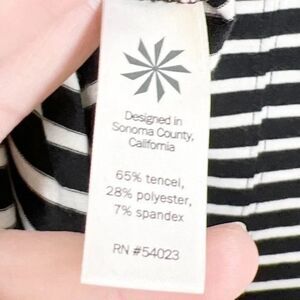 Designed in
Sonoma County,
California
65% tencel,
28% polyester,
7% spandex
RN #54023